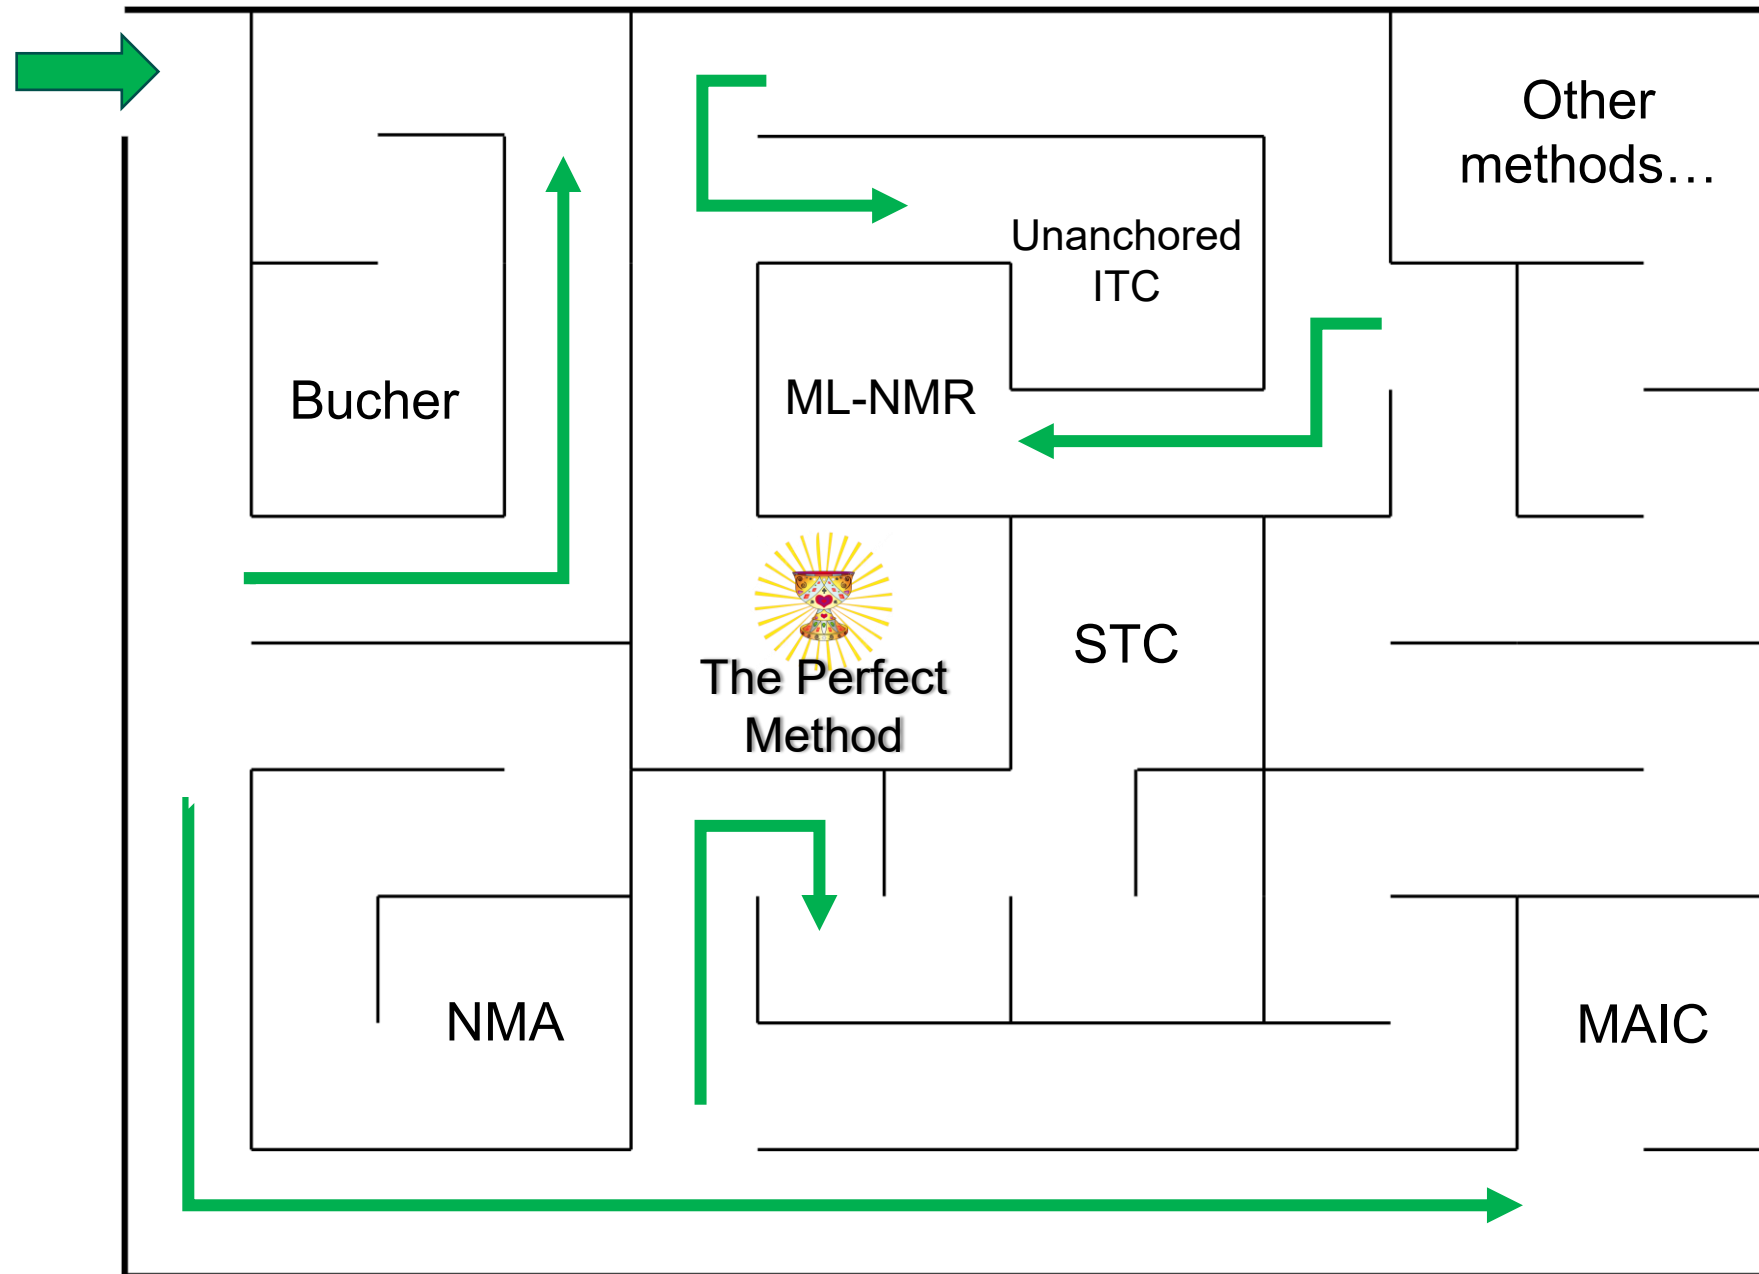 Other
methods…
Unanchored
ITC
Bucher
ML-NMR
The Perfect
Method
STC
NMA
MAIC